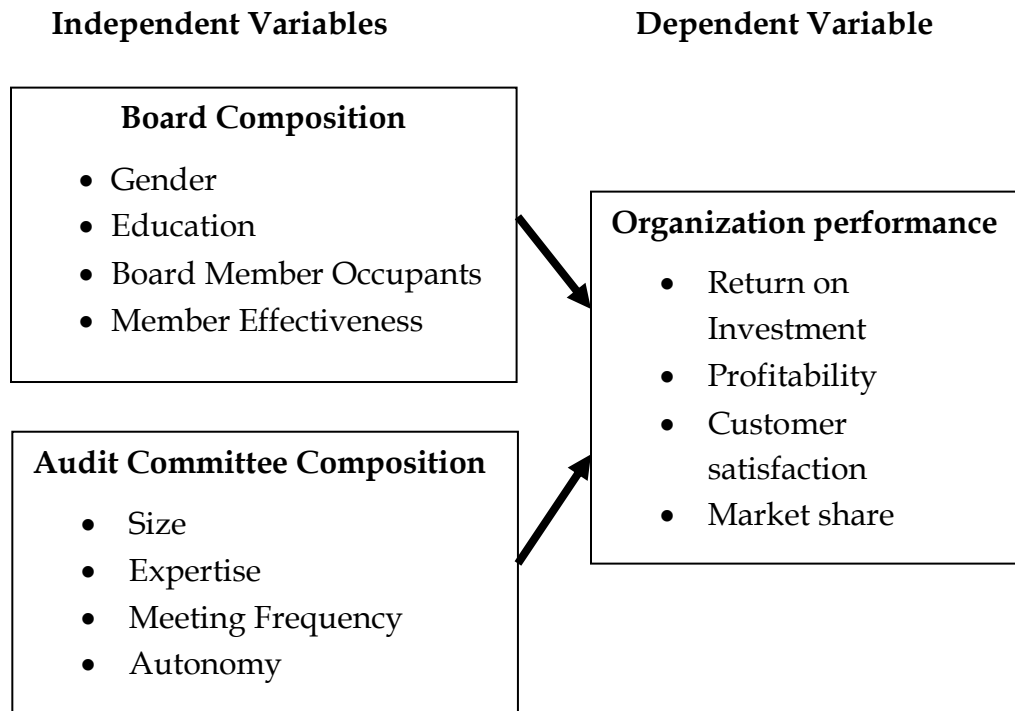 Independent Variables
Dependent Variable
Board Composition
• Gender
• Education
• Board Member Occupants
• Member Effectiveness
Audit Committee Composition
• Size
• Expertise
• Meeting Frequency
• Autonomy
Organization performance
• Return on
Investment
• Profitability
• Customer
satisfaction
• Market share